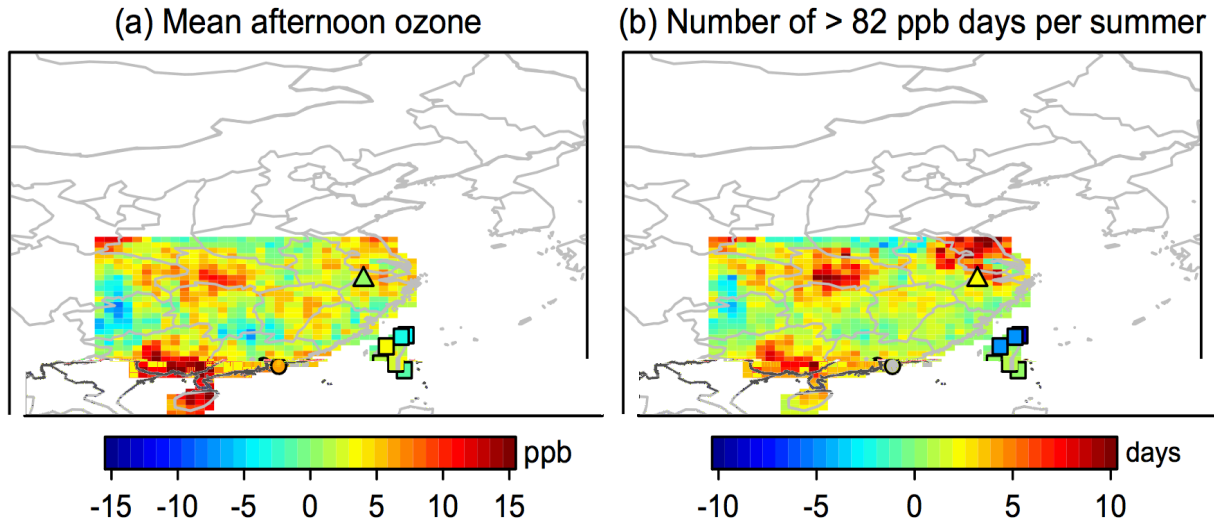 (a) Mean afternoon ozone
(b) Number of > 82 ppb days per summer
ppb
-15 -10 -5 0 5 10 15
days
-10 -5 0 5 10